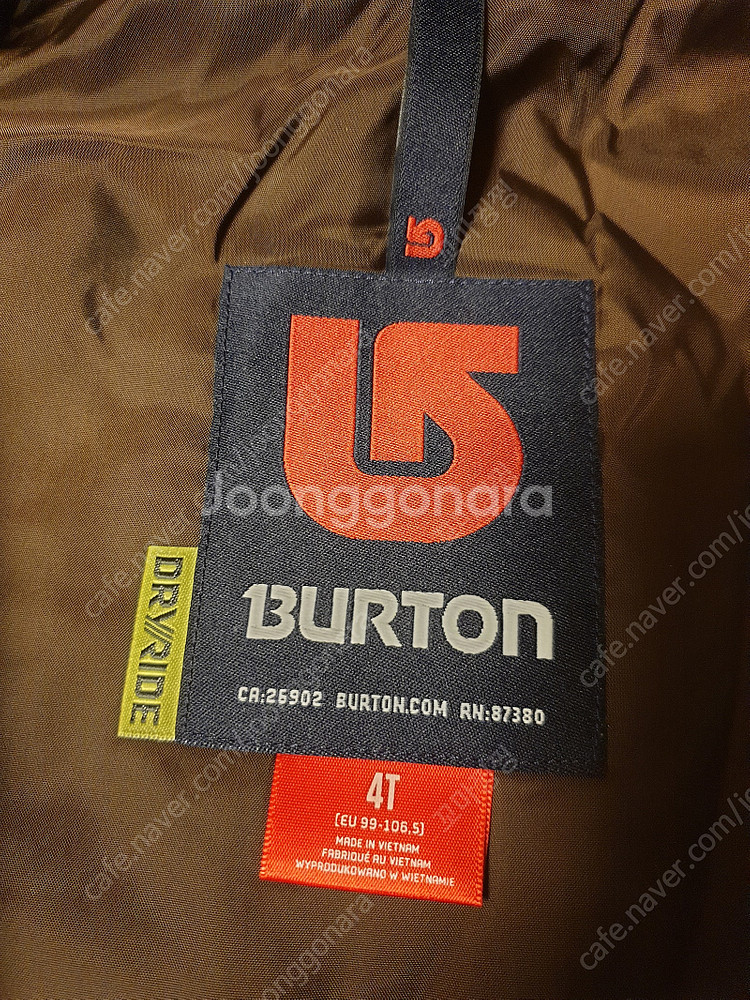 BURTON
CA:25902 BURTON.COM RN:87380
DRY//RIDE
4T
(EU 99-106,5)
MADE IN VIETNAM
FABRIQUÉ AU VIETNAM
WYPRODUKOWANO W WIETNAMIE
Joonggonara
cafe.naver.com/joonggonara